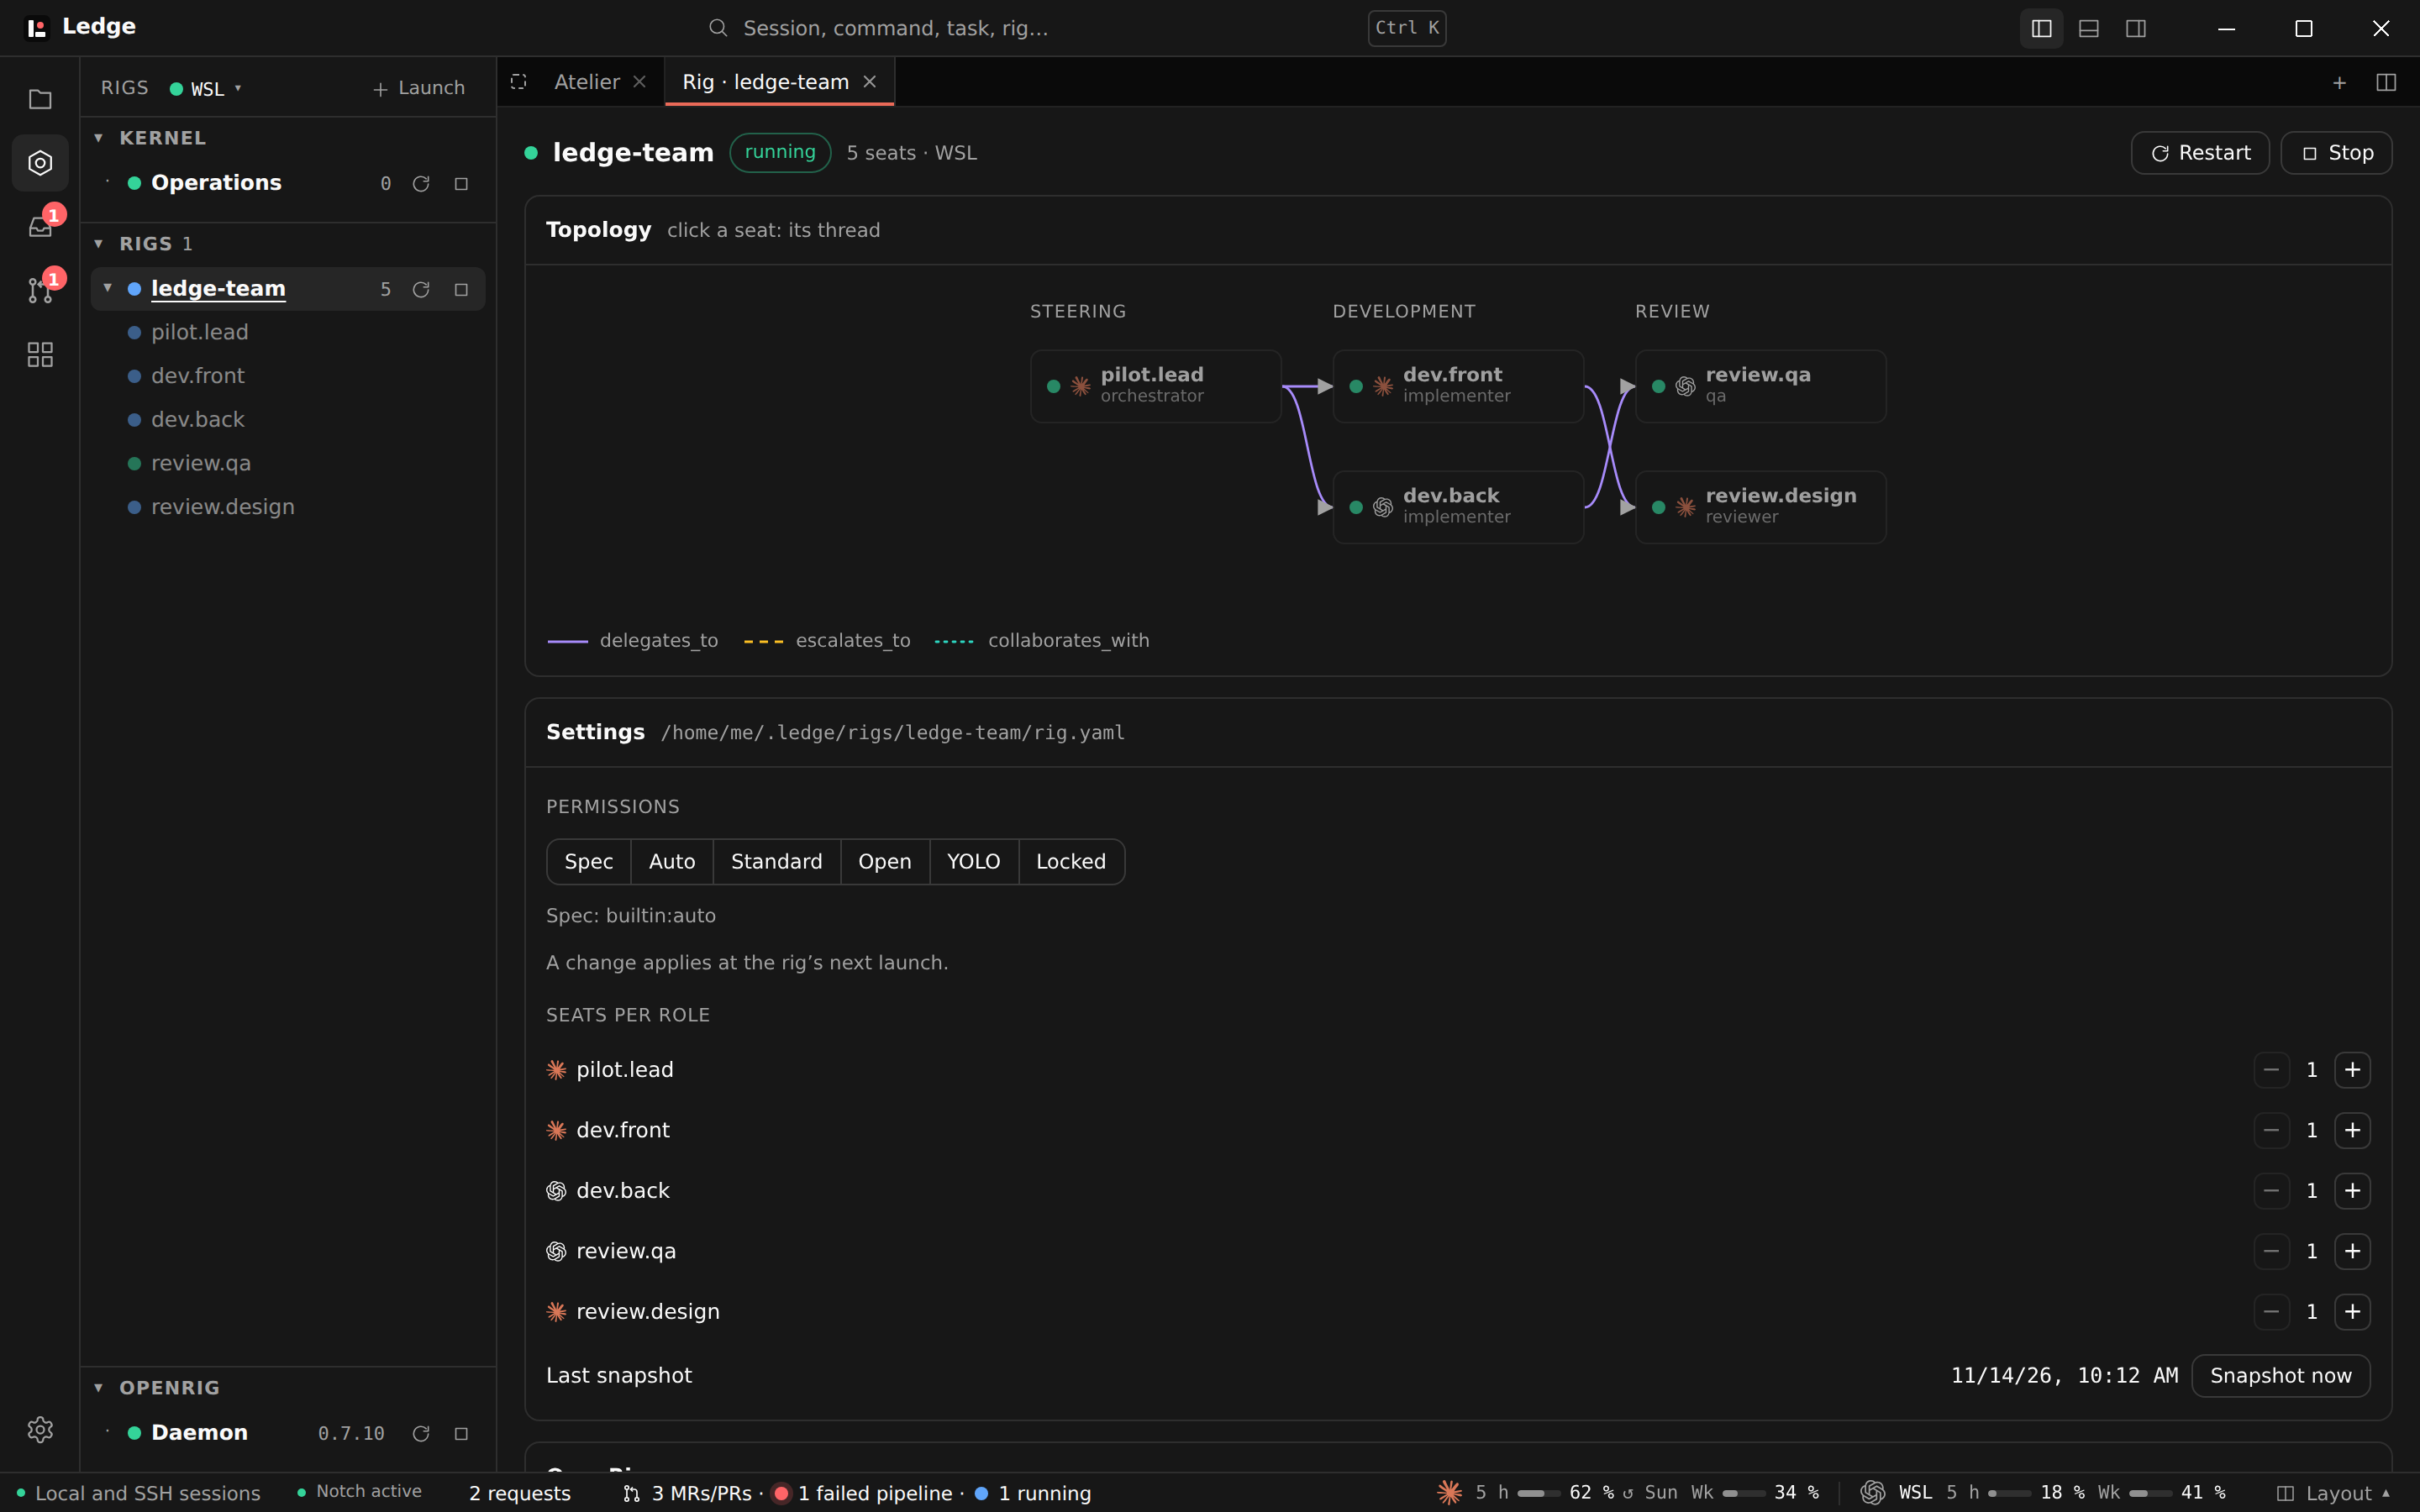 Ledge
Session, command, task, rig…
Ctrl K
RIGS WSL ▾ + Launch
KERNEL
Operations 0
RIGS 1
ledge-team 5
pilot.lead
dev.front
dev.back
review.qa
review.design
OPENRIG
Daemon 0.7.10
1
1
Atelier ×
Rig · ledge-team ×
ledge-team running 5 seats · WSL
Restart
Stop
Topology click a seat: its thread
STEERING DEVELOPMENT REVIEW
pilot.lead
orchestrator
dev.front
implementer
review.qa
qa
dev.back
implementer
review.design
reviewer
delegates_to escalates_to collaborates_with
Settings /home/me/.ledge/rigs/ledge-team/rig.yaml
PERMISSIONS
Spec Auto Standard Open YOLO Locked
Spec: builtin:auto
A change applies at the rig’s next launch.
SEATS PER ROLE
pilot.lead − 1 +
dev.front − 1 +
dev.back − 1 +
review.qa − 1 +
review.design − 1 +
Last snapshot 11/14/26, 10:12 AM Snapshot now
Local and SSH sessions Notch active 2 requests 3 MRs/PRs · 1 failed pipeline · 1 running 5 h 62 % ↺ Sun Wk 34 % WSL 5 h 18 % Wk 41 % Layout ▴